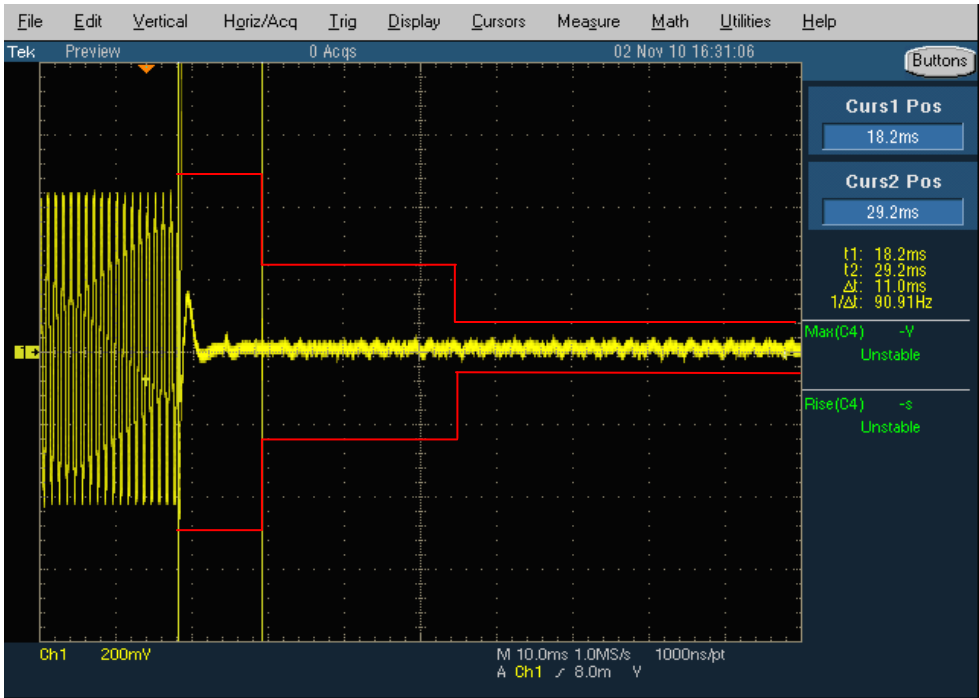 File Edit Vertical Horiz/Acq Trig Display Cursors Measure Math Utilities Help
Tek Preview 0 Acqs 02 Nov 10 16:31:06
Buttons
Curs1 Pos
18.2ms
Curs2 Pos
29.2ms
t1: 18.2ms
t2: 29.2ms
Δt: 11.0ms
1/Δt: 90.91Hz
Max(C4) -V
Unstable
Rise(C4) -s
Unstable
1
Ch1 200mV M 10.0ms 1.0MS/s 1000ns/pt
A Ch1 ∕ 8.0m V